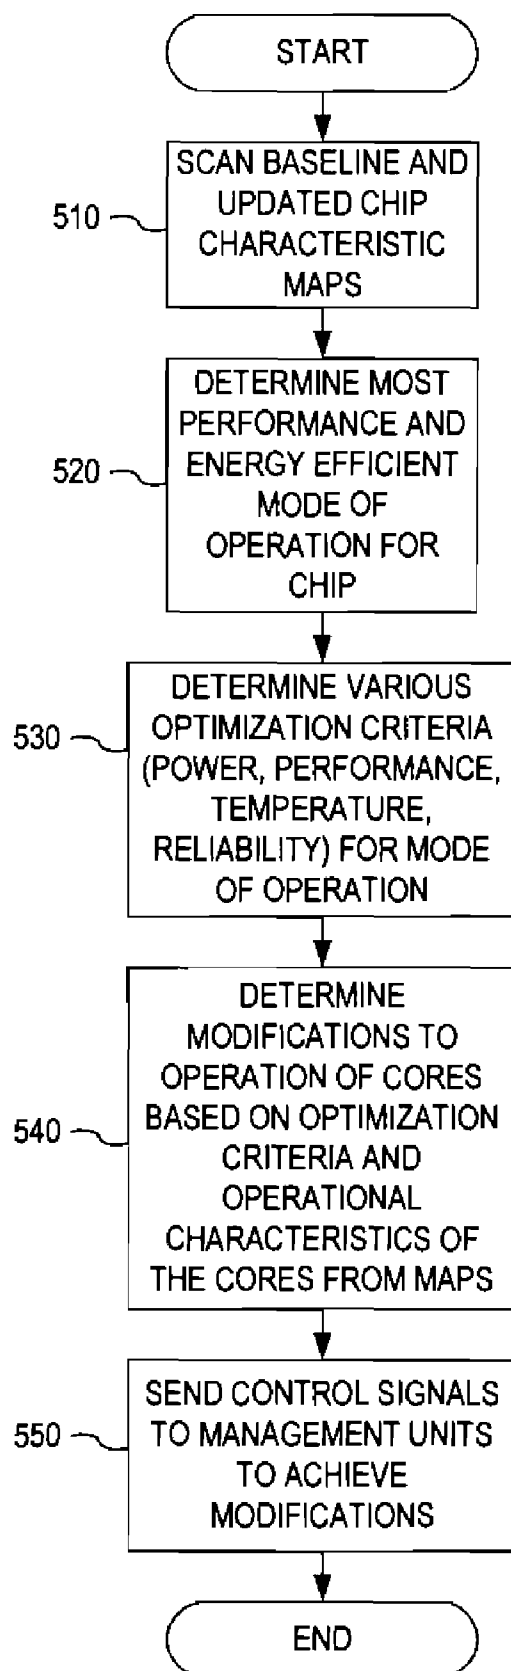 START
510
SCAN BASELINE AND
UPDATED CHIP
CHARACTERISTIC
MAPS
520
DETERMINE MOST
PERFORMANCE AND
ENERGY EFFICIENT
MODE OF
OPERATION FOR
CHIP
530
DETERMINE VARIOUS
OPTIMIZATION CRITERIA
(POWER, PERFORMANCE,
TEMPERATURE,
RELIABILITY) FOR MODE
OF OPERATION
540
DETERMINE
MODIFICATIONS TO
OPERATION OF CORES
BASED ON OPTIMIZATION
CRITERIA AND
OPERATIONAL
CHARACTERISTICS OF
THE CORES FROM MAPS
550
SEND CONTROL SIGNALS
TO MANAGEMENT UNITS
TO ACHIEVE
MODIFICATIONS
END